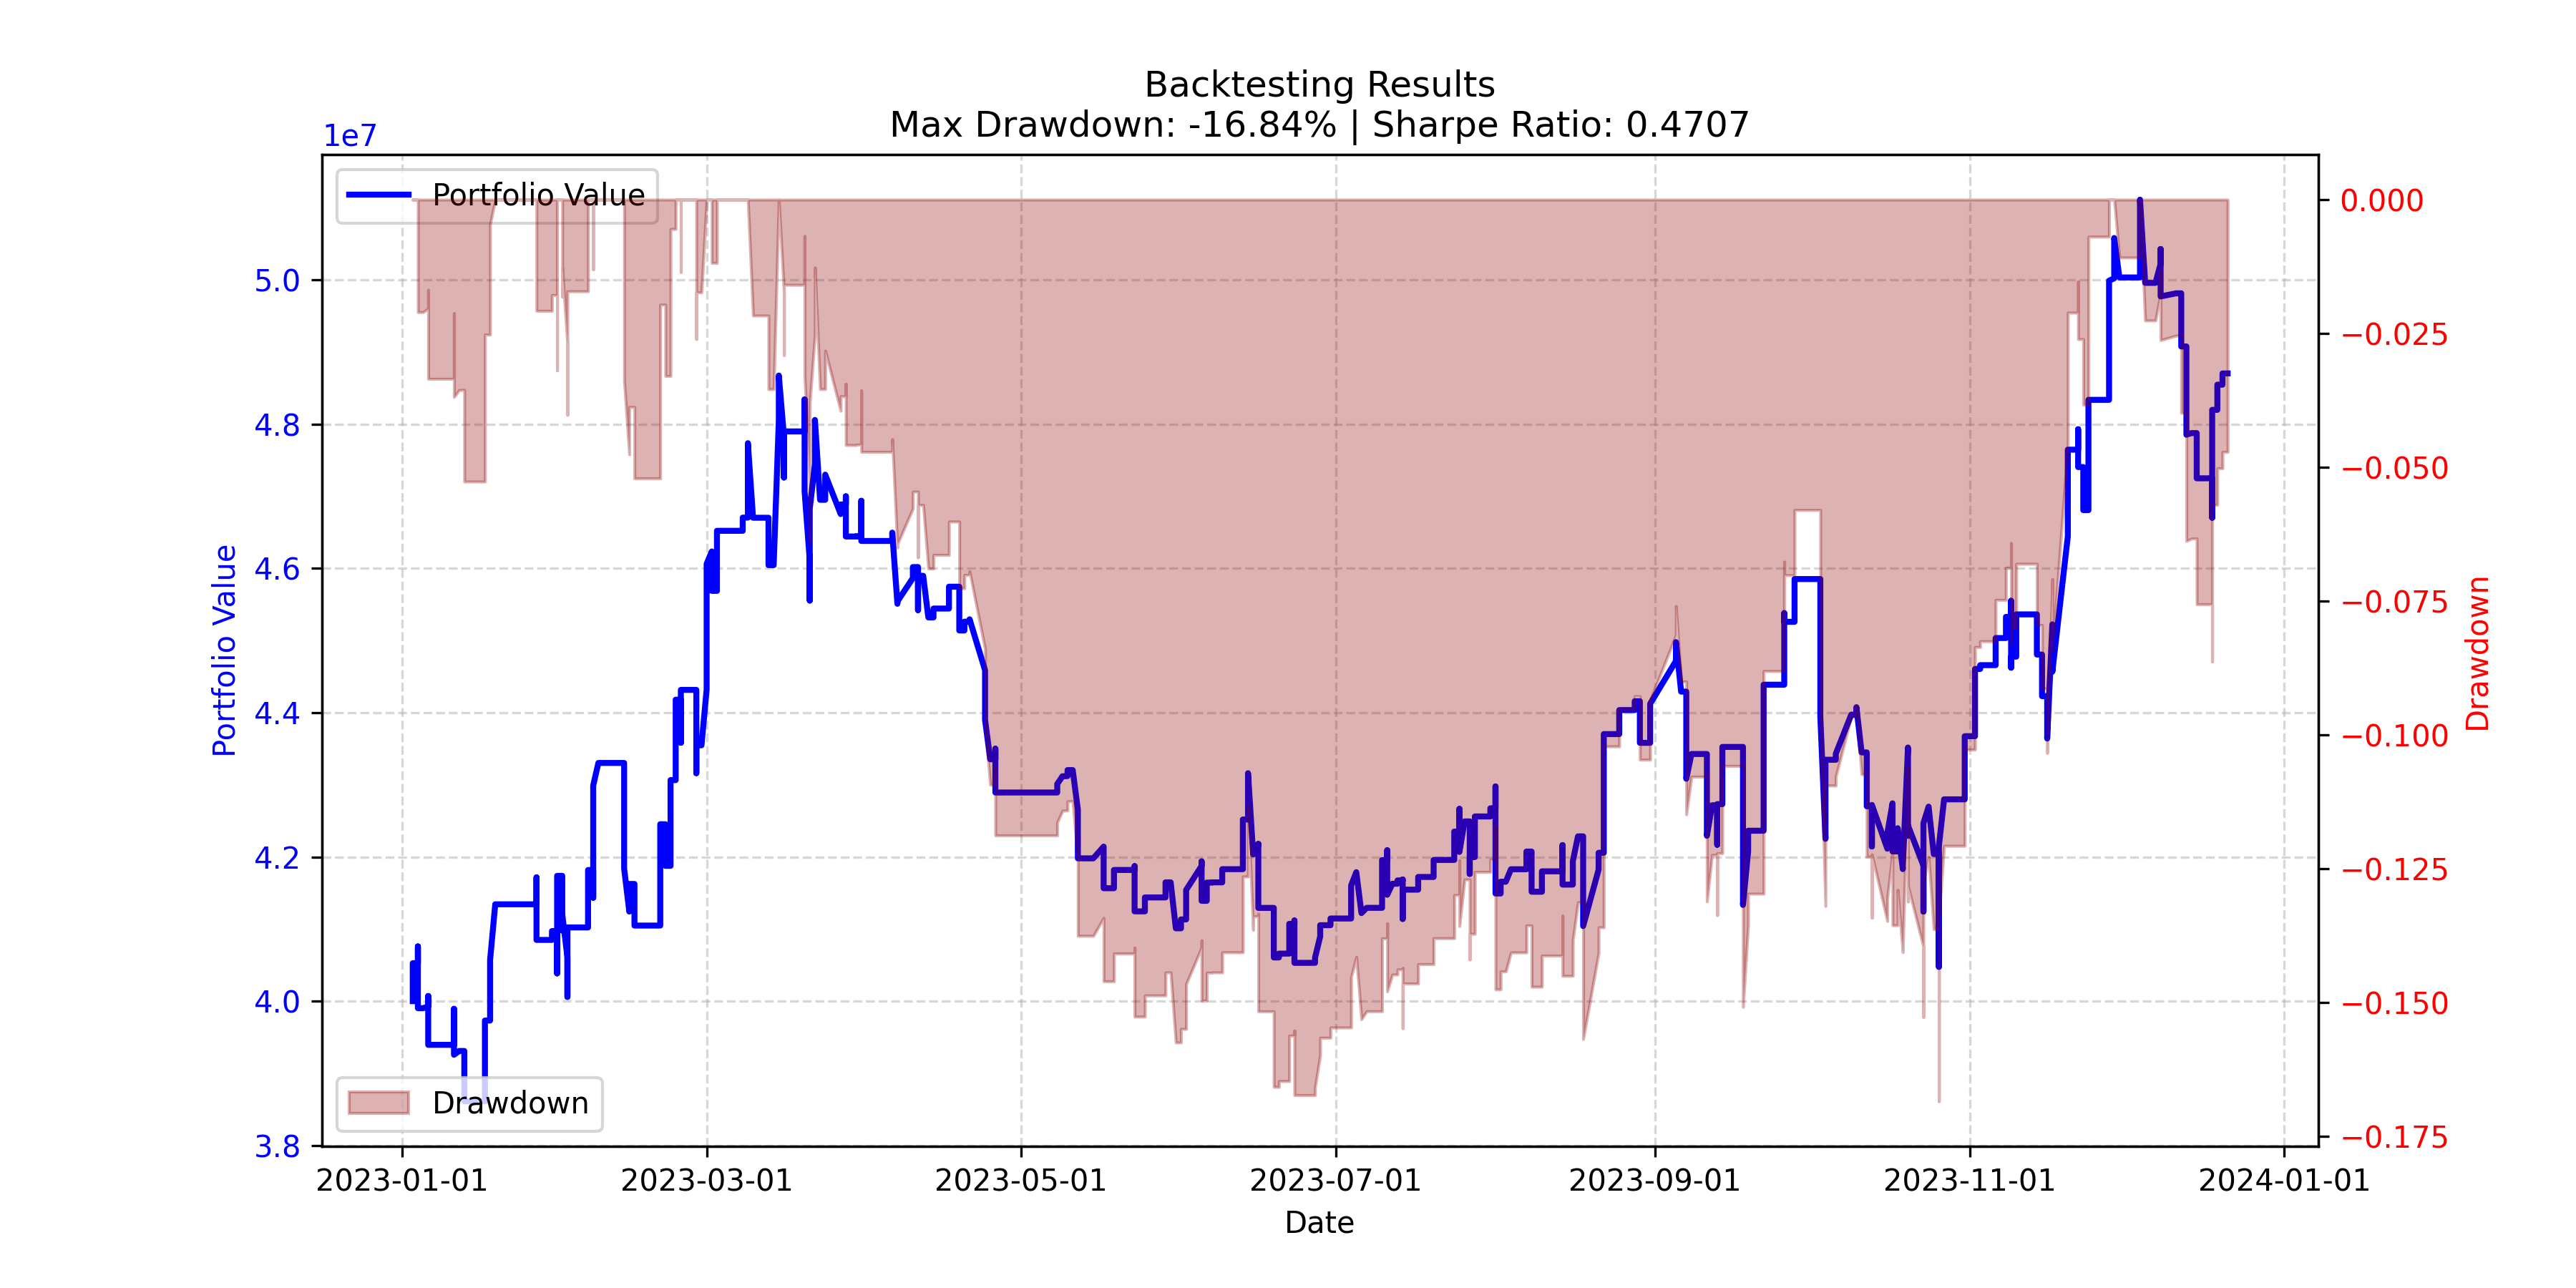 Backtesting Results
Max Drawdown: -16.84% | Sharpe Ratio: 0.4707
1e7
Portfolio Value
5.0
4.8
4.6
4.4
4.2
4.0
3.8
Portfolio Value
Drawdown
0.000
−0.025
−0.050
−0.075
−0.100
−0.125
−0.150
−0.175
Drawdown
2023-01-01 2023-03-01 2023-05-01 2023-07-01 2023-09-01 2023-11-01 2024-01-01
Date